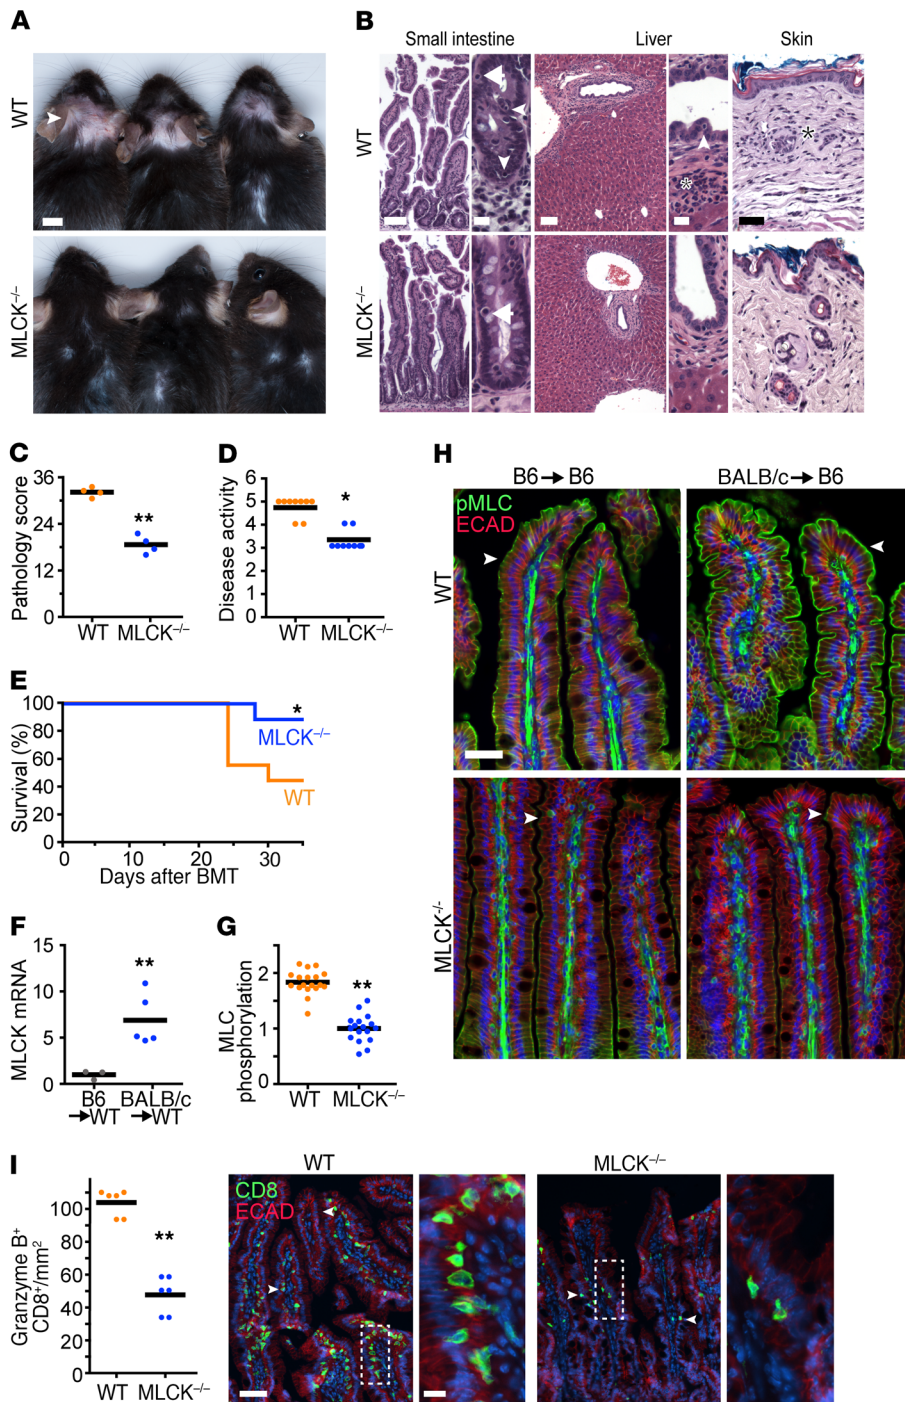 A
WT
MLCK⁻/⁻
B
Small intestine
Liver
Skin
WT
*
*
MLCK⁻/⁻
C
Pathology score
36
24
12
0
**
WT
MLCK⁻/⁻
D
Disease activity
6
5
4
3
2
1
0
*
WT
MLCK⁻/⁻
E
Survival (%)
100
80
60
40
20
0
*
MLCK⁻/⁻
WT
0
10
20
30
Days after BMT
F
MLCK mRNA
15
10
5
0
**
B6
→WT
BALB/c
→WT
G
MLC
phosphorylation
2
1
0
**
WT
MLCK⁻/⁻
H
B6→B6
BALB/c→B6
pMLC
ECAD
WT
MLCK⁻/⁻
I
Granzyme B⁺
CD8⁺/mm²
100
80
60
40
20
0
**
WT
MLCK⁻/⁻
WT
MLCK⁻/⁻
CD8
ECAD